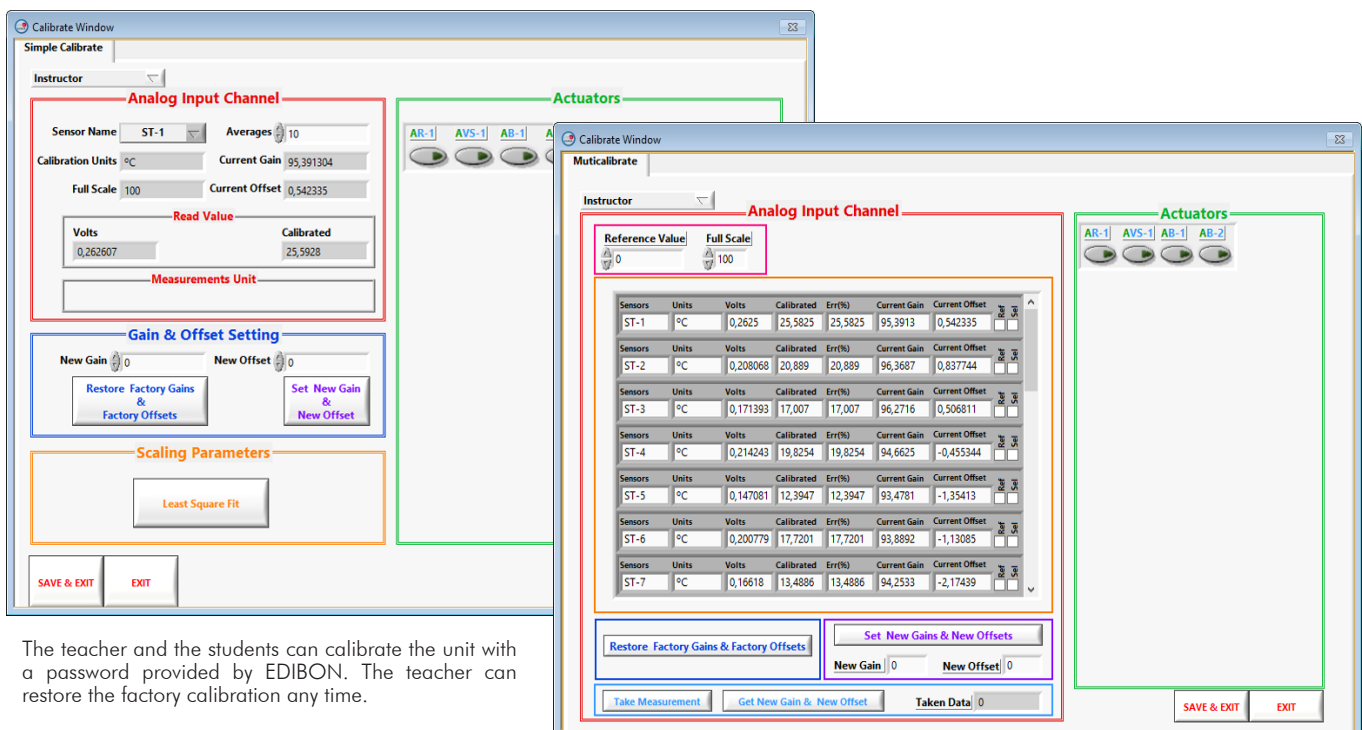 Calibrate Window
Simple Calibrate
Instructor
Analog Input Channel
Sensor Name ST-1 Averages 10
Calibration Units ºC Current Gain 95,391304
Full Scale 100 Current Offset 0,542335
Read Value
Volts Calibrated
0,262607 25,5928
Measurements Unit
Gain & Offset Setting
New Gain 0 New Offset 0
Restore Factory Gains
&
Factory Offsets
Set New Gain
&
New Offset
Scaling Parameters
Least Square Fit
SAVE & EXIT EXIT
Actuators
AR-1 AVS-1 AB-1 A
The teacher and the students can calibrate the unit with
a password provided by EDIBON. The teacher can
restore the factory calibration any time.
Calibrate Window
Muticalibrate
Instructor
Analog Input Channel
Reference Value Full Scale
0 100
Sensors Units Volts Calibrated Err(%) Current Gain Current Offset Ref Sel
ST-1 ºC 0,2625 25,5825 25,5825 95,3913 0,542335
Sensors Units Volts Calibrated Err(%) Current Gain Current Offset Ref Sel
ST-2 ºC 0,208068 20,889 20,889 96,3687 0,837744
Sensors Units Volts Calibrated Err(%) Current Gain Current Offset Ref Sel
ST-3 ºC 0,171393 17,007 17,007 96,2716 0,506811
Sensors Units Volts Calibrated Err(%) Current Gain Current Offset Ref Sel
ST-4 ºC 0,214243 19,8254 19,8254 94,6625 -0,455344
Sensors Units Volts Calibrated Err(%) Current Gain Current Offset Ref Sel
ST-5 ºC 0,147081 12,3947 12,3947 93,4781 -1,35413
Sensors Units Volts Calibrated Err(%) Current Gain Current Offset Ref Sel
ST-6 ºC 0,200779 17,7201 17,7201 93,8892 -1,13085
Sensors Units Volts Calibrated Err(%) Current Gain Current Offset Ref Sel
ST-7 ºC 0,16618 13,4886 13,4886 94,2533 -2,17439
Restore Factory Gains & Factory Offsets
Set New Gains & New Offsets
New Gain 0 New Offset 0
Take Measurement Get New Gain & New Offset Taken Data 0
Actuators
AR-1 AVS-1 AB-1 AB-2
SAVE & EXIT EXIT